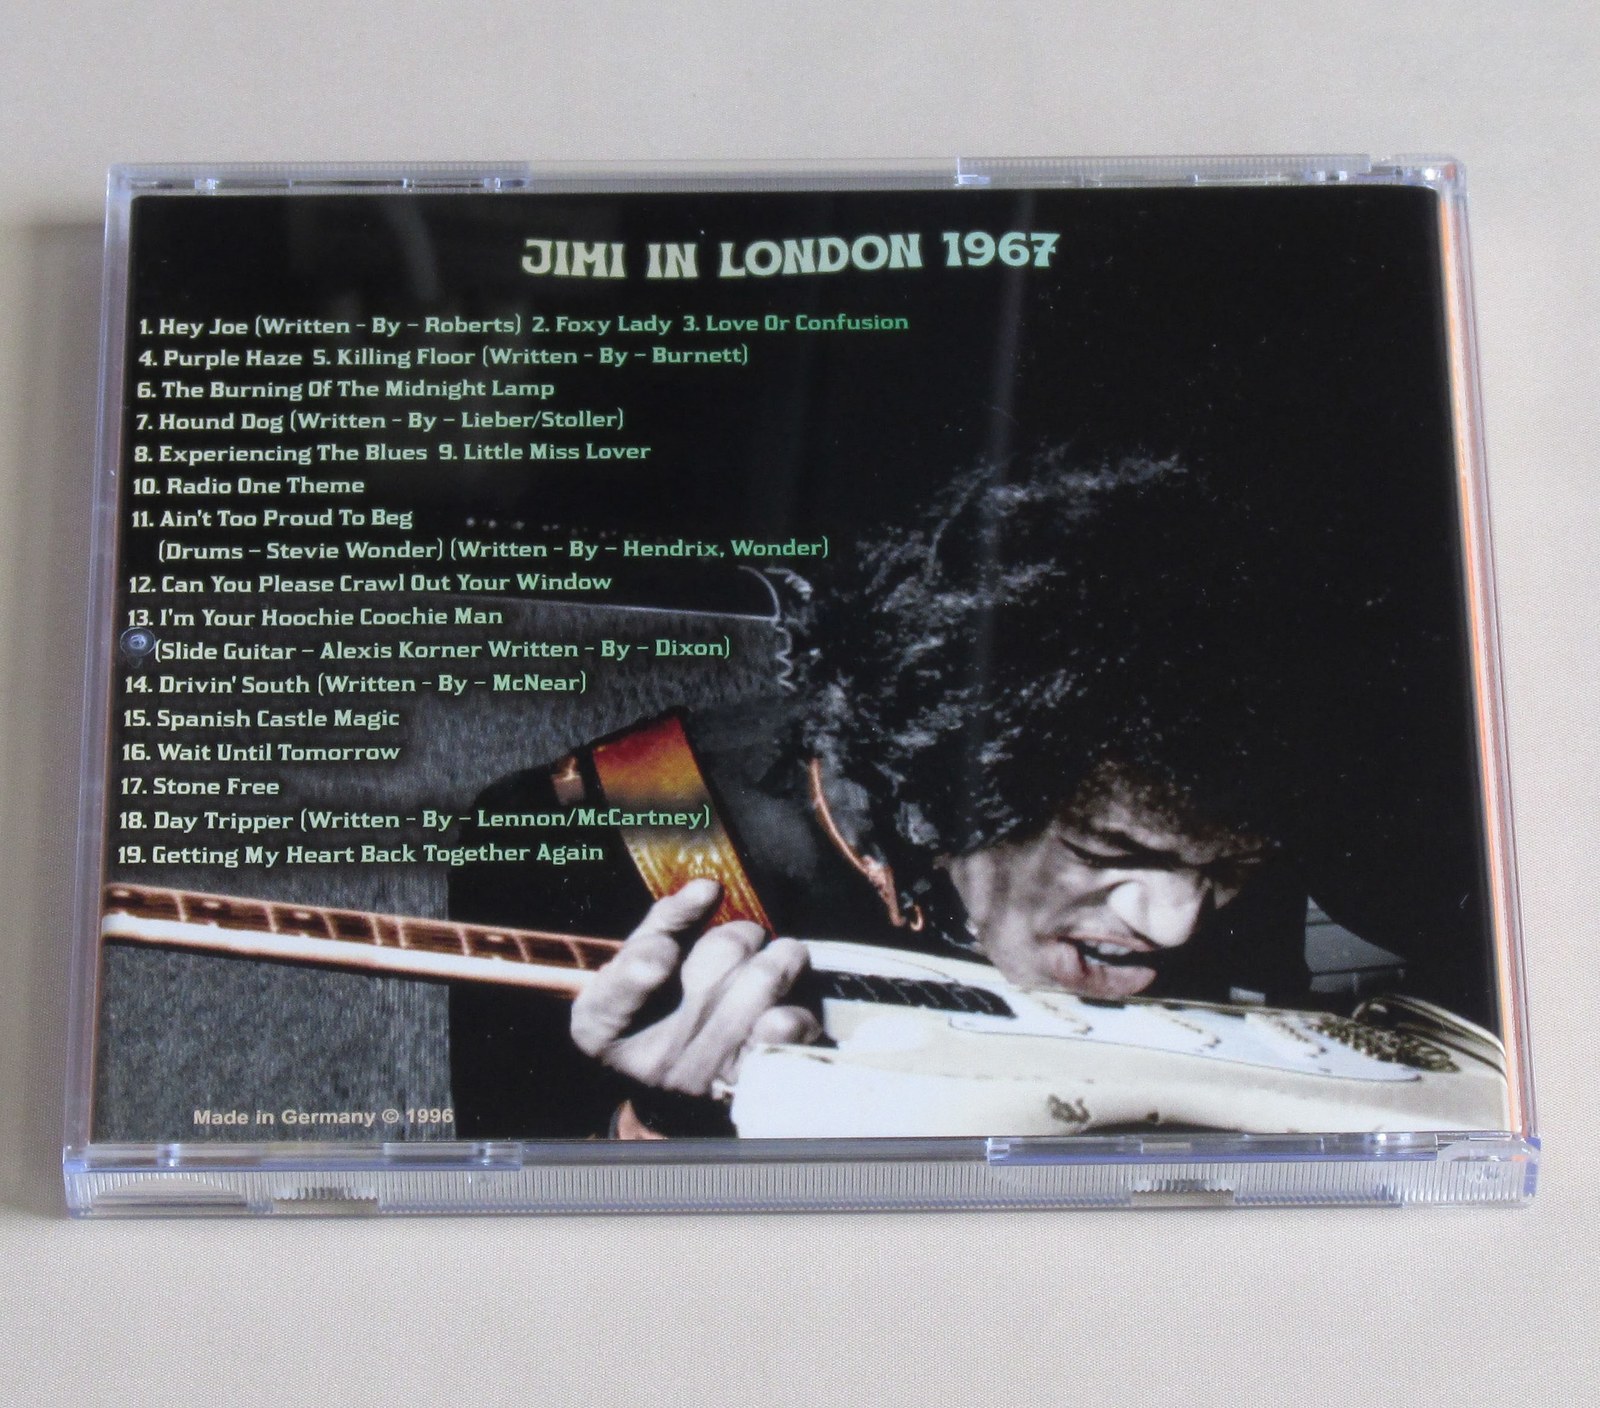 JIMI IN LONDON 1967
1. Hey Joe (Written - By – Roberts) 2. Foxy Lady 3. Love Or Confusion
4. Purple Haze 5. Killing Floor (Written - By – Burnett)
6. The Burning Of The Midnight Lamp
7. Hound Dog (Written - By – Lieber/Stoller)
8. Experiencing The Blues 9. Little Miss Lover
10. Radio One Theme
11. Ain't Too Proud To Beg
(Drums – Stevie Wonder) (Written - By – Hendrix, Wonder)
12. Can You Please Crawl Out Your Window
13. I'm Your Hoochie Coochie Man
(Slide Guitar – Alexis Korner Written - By – Dixon)
14. Drivin' South (Written - By – McNear)
15. Spanish Castle Magic
16. Wait Until Tomorrow
17. Stone Free
18. Day Tripper (Written - By – Lennon/McCartney)
19. Getting My Heart Back Together Again
Made in Germany © 1996